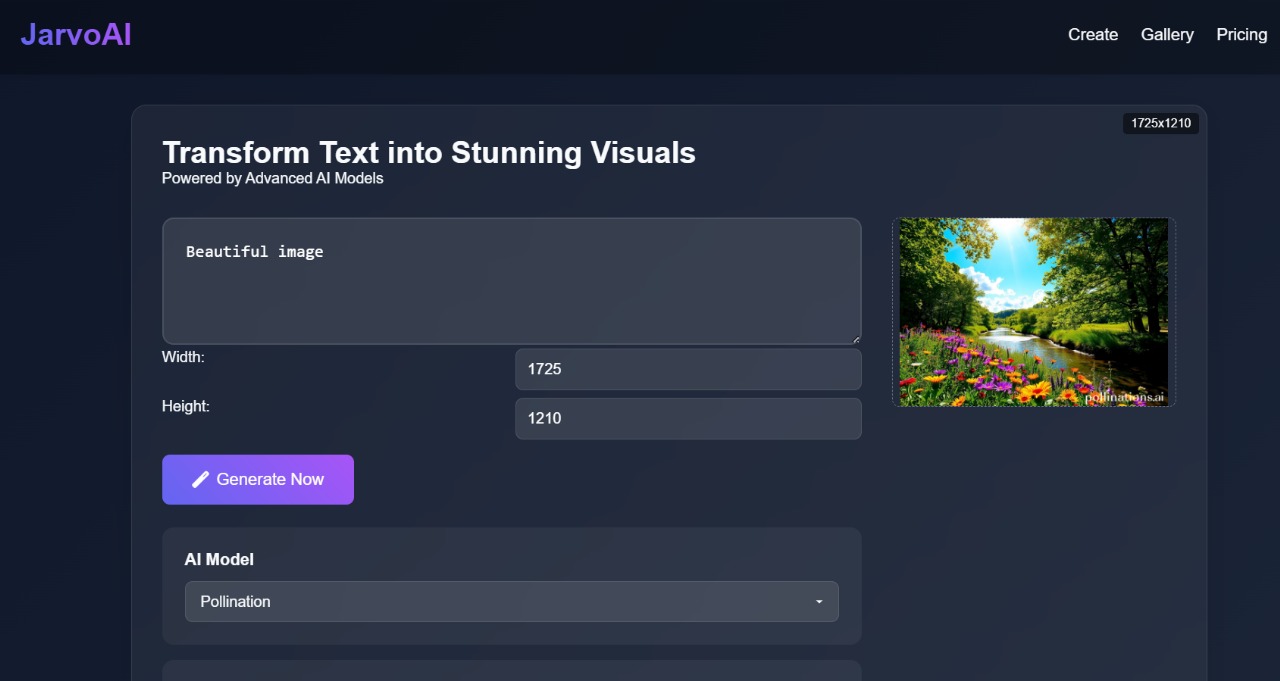 JarvoAI
Create Gallery Pricing
1725x1210
Transform Text into Stunning Visuals
Powered by Advanced AI Models
Beautiful image
Width:
1725
Height:
1210
Generate Now
pollinations.ai
AI Model
Pollination